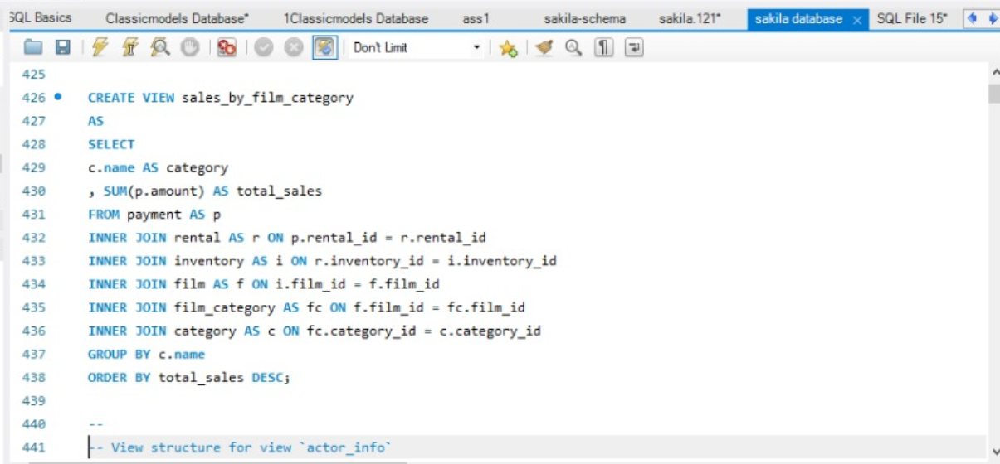 SQL Basics Classicmodels Database* 1Classicmodels Database ass1 sakila-schema sakila.121* sakila database × SQL File 15*
Don't Limit
425
426 CREATE VIEW sales_by_film_category
427 AS
428 SELECT
429 c.name AS category
430 , SUM(p.amount) AS total_sales
431 FROM payment AS p
432 INNER JOIN rental AS r ON p.rental_id = r.rental_id
433 INNER JOIN inventory AS i ON r.inventory_id = i.inventory_id
434 INNER JOIN film AS f ON i.film_id = f.film_id
435 INNER JOIN film_category AS fc ON f.film_id = fc.film_id
436 INNER JOIN category AS c ON fc.category_id = c.category_id
437 GROUP BY c.name
438 ORDER BY total_sales DESC;
439
440 --
441 -- View structure for view `actor_info`